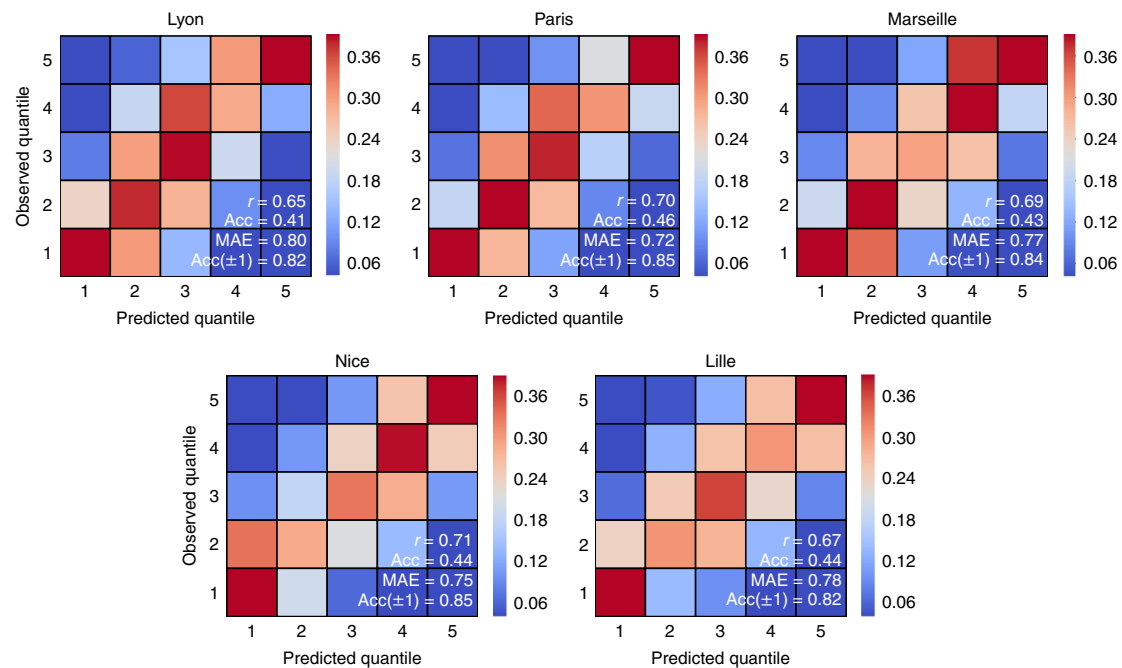 Lyon
Paris
Marseille
Observed quantile
5
4
3
2
1
r = 0.65
Acc = 0.41
MAE = 0.80
Acc(±1) = 0.82
1 2 3 4 5
Predicted quantile
0.36
0.30
0.24
0.18
0.12
0.06
5
4
3
2
1
r = 0.70
Acc = 0.46
MAE = 0.72
Acc(±1) = 0.85
1 2 3 4 5
Predicted quantile
0.36
0.30
0.24
0.18
0.12
0.06
5
4
3
2
1
r = 0.69
Acc = 0.43
MAE = 0.77
Acc(±1) = 0.84
1 2 3 4 5
Predicted quantile
0.36
0.30
0.24
0.18
0.12
0.06
Nice
Lille
Observed quantile
5
4
3
2
1
r = 0.71
Acc = 0.44
MAE = 0.75
Acc(±1) = 0.85
1 2 3 4 5
Predicted quantile
0.36
0.30
0.24
0.18
0.12
0.06
5
4
3
2
1
r = 0.67
Acc = 0.44
MAE = 0.78
Acc(±1) = 0.82
1 2 3 4 5
Predicted quantile
0.36
0.30
0.24
0.18
0.12
0.06